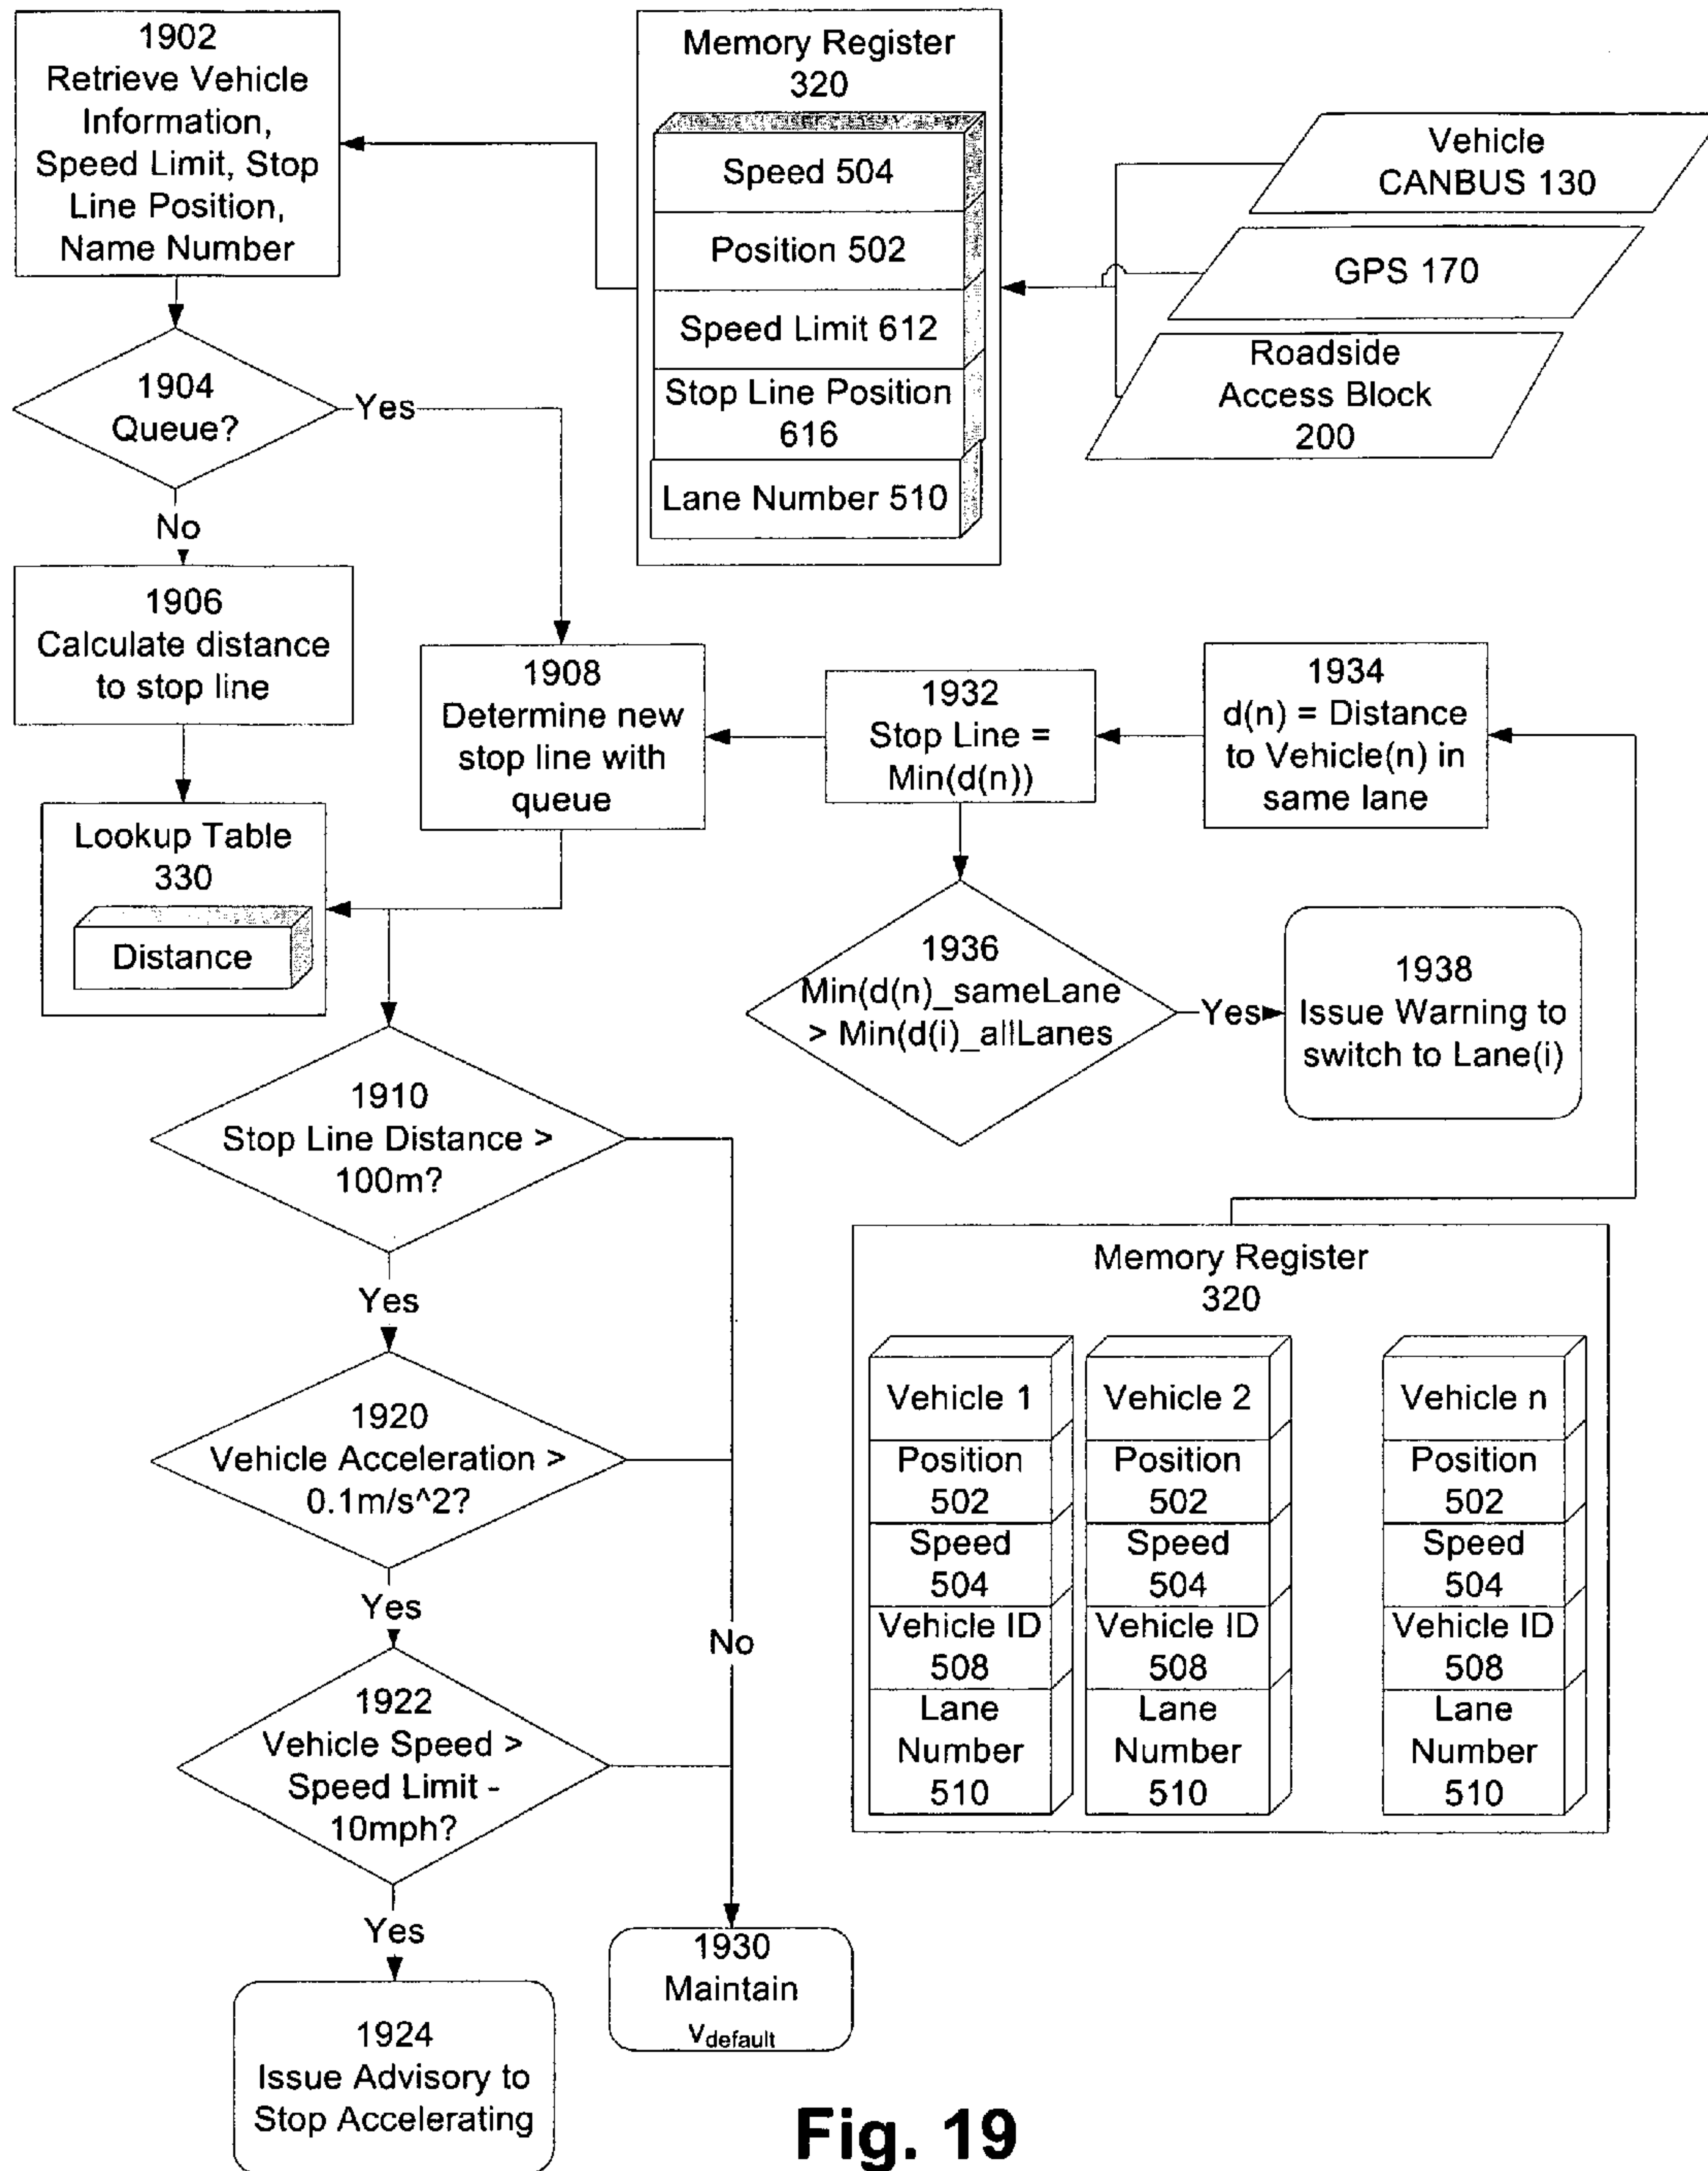 1902
Retrieve Vehicle
Information,
Speed Limit, Stop
Line Position,
Name Number
Memory Register
320
Speed 504
Position 502
Speed Limit 612
Stop Line Position
616
Lane Number 510
Vehicle
CANBUS 130
GPS 170
Roadside
Access Block
200
1904
Queue?
Yes
No
1906
Calculate distance
to stop line
Lookup Table
330
Distance
1908
Determine new
stop line with
queue
1932
Stop Line =
Min(d(n))
1934
d(n) = Distance
to Vehicle(n) in
same lane
1936
Min(d(n)_sameLane
> Min(d(i)_allLanes
Yes
1938
Issue Warning to
switch to Lane(i)
1910
Stop Line Distance >
100m?
Yes
1920
Vehicle Acceleration >
0.1m/s^2?
Yes
1922
Vehicle Speed >
Speed Limit -
10mph?
Yes
No
1924
Issue Advisory to
Stop Accelerating
1930
Maintain
vdefault
Memory Register
320
Vehicle 1
Position
502
Speed
504
Vehicle ID
508
Lane
Number
510
Vehicle 2
Position
502
Speed
504
Vehicle ID
508
Lane
Number
510
Vehicle n
Position
502
Speed
504
Vehicle ID
508
Lane
Number
510
Fig. 19